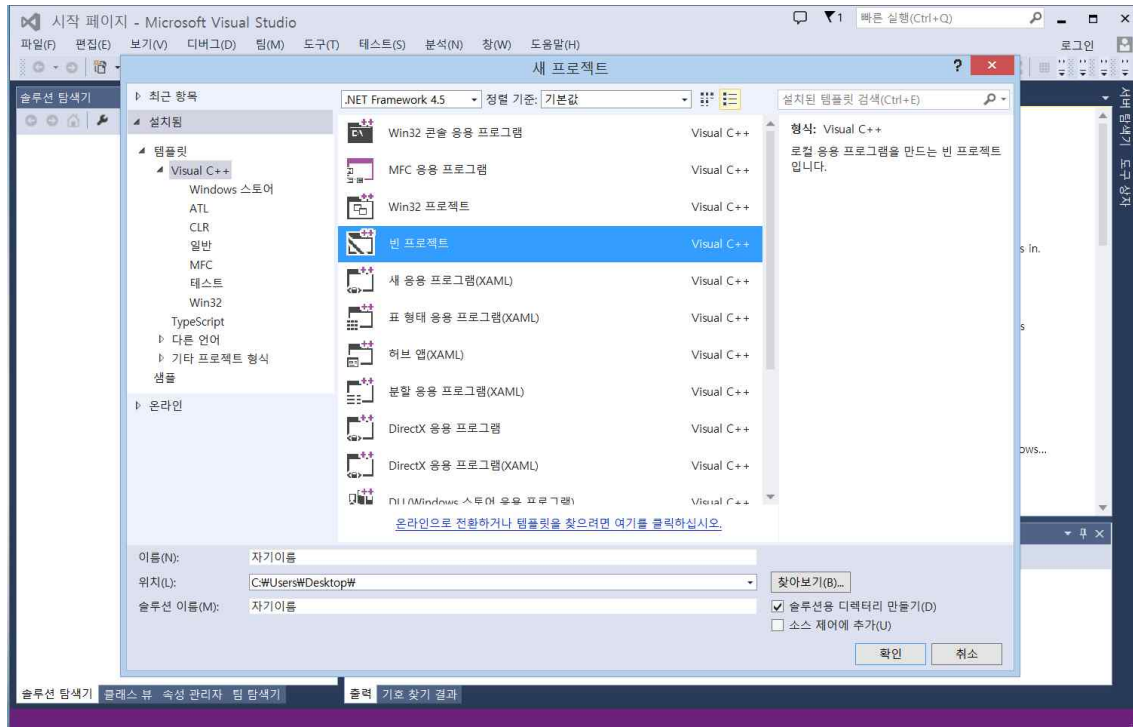 시작 페이지 - Microsoft Visual Studio
1
빠른 실행(Ctrl+Q)
파일(F) 편집(E) 보기(V) 디버그(D) 팀(M) 도구(T) 테스트(S) 분석(N) 창(W) 도움말(H)
로그인
새 프로젝트
솔루션 탐색기
▷ 최근 항목
.NET Framework 4.5
정렬 기준: 기본값
설치된 템플릿 검색(Ctrl+E)
설치됨
템플릿
Visual C++
Windows 스토어
ATL
CLR
일반
MFC
테스트
Win32
TypeScript
다른 언어
기타 프로젝트 형식
샘플
온라인
Win32 콘솔 응용 프로그램 Visual C++
MFC 응용 프로그램 Visual C++
Win32 프로젝트 Visual C++
빈 프로젝트 Visual C++
새 응용 프로그램(XAML) Visual C++
표 형태 응용 프로그램(XAML) Visual C++
허브 앱(XAML) Visual C++
분할 응용 프로그램(XAML) Visual C++
DirectX 응용 프로그램 Visual C++
DirectX 응용 프로그램(XAML) Visual C++
DLL(Windows 스토어 응용 프로그램) Visual C++
온라인으로 전환하거나 템플릿을 찾으려면 여기를 클릭하십시오.
형식: Visual C++
로컬 응용 프로그램을 만드는 빈 프로젝트
입니다.
서버 탐색기
도구 상자
s in.
s
ows...
이름(N): 자기이름
위치(L): C:₩Users₩Desktop₩
찾아보기(B)...
솔루션 이름(M): 자기이름
솔루션용 디렉터리 만들기(D)
소스 제어에 추가(U)
확인
취소
솔루션 탐색기 클래스 뷰 속성 관리자 팀 탐색기
출력 기호 찾기 결과